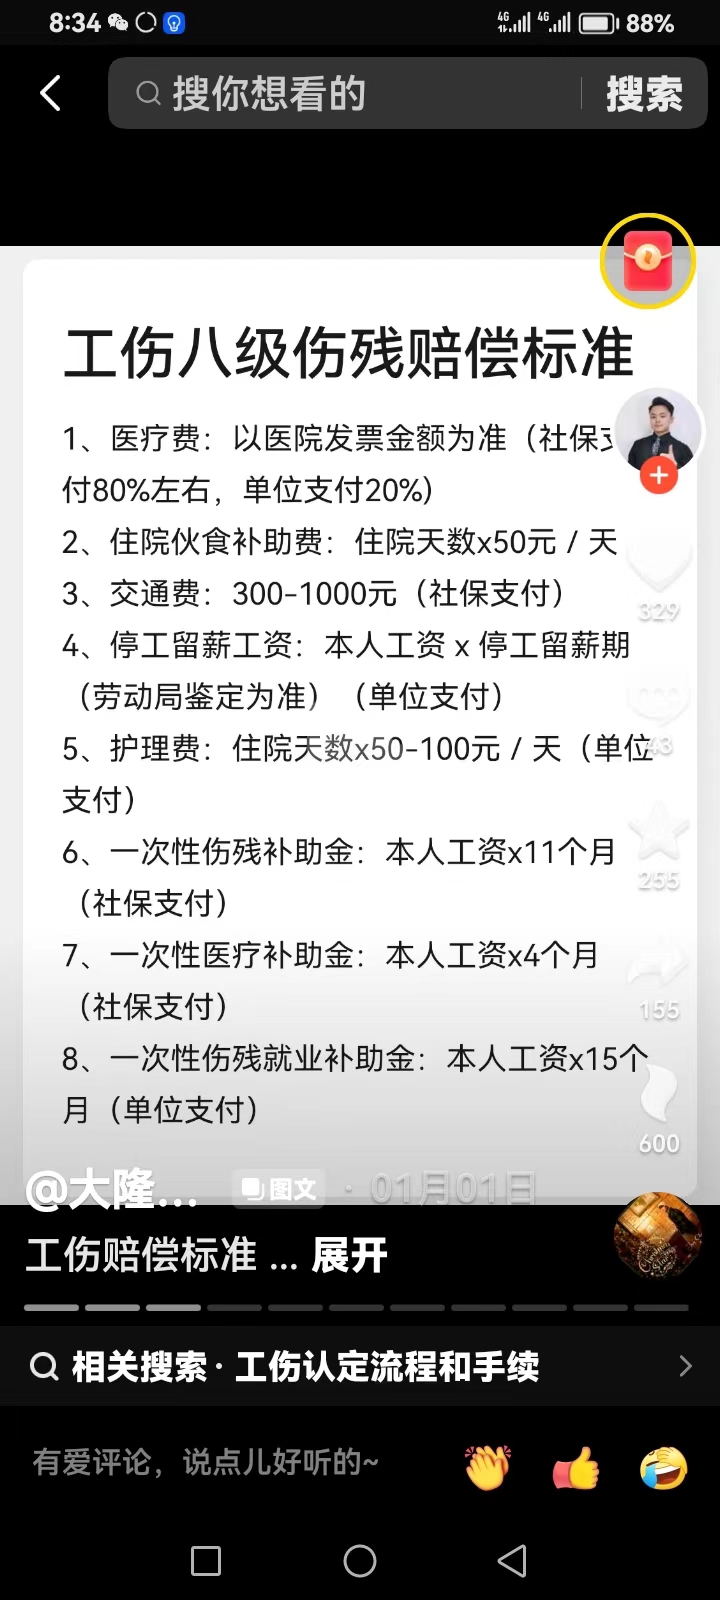 8:34
4G
4G
88%
搜你想看的
搜索
工伤八级伤残赔偿标准
1、医疗费：以医院发票金额为准（社保支
付80%左右，单位支付20%)
2、住院伙食补助费：住院天数x50元 / 天
3、交通费：300-1000元（社保支付）
4、停工留薪工资：本人工资 x 停工留薪期
（劳动局鉴定为准）（单位支付）
5、护理费：住院天数x50-100元 / 天（单位
支付）
6、一次性伤残补助金：本人工资x11个月
（社保支付）
7、一次性医疗补助金：本人工资x4个月
（社保支付）
8、一次性伤残就业补助金：本人工资x15个
月（单位支付）
329
43
255
155
600
@大隆...
图文 · 01月01日
工伤赔偿标准 ... 展开
相关搜索 · 工伤认定流程和手续
有爱评论，说点儿好听的~